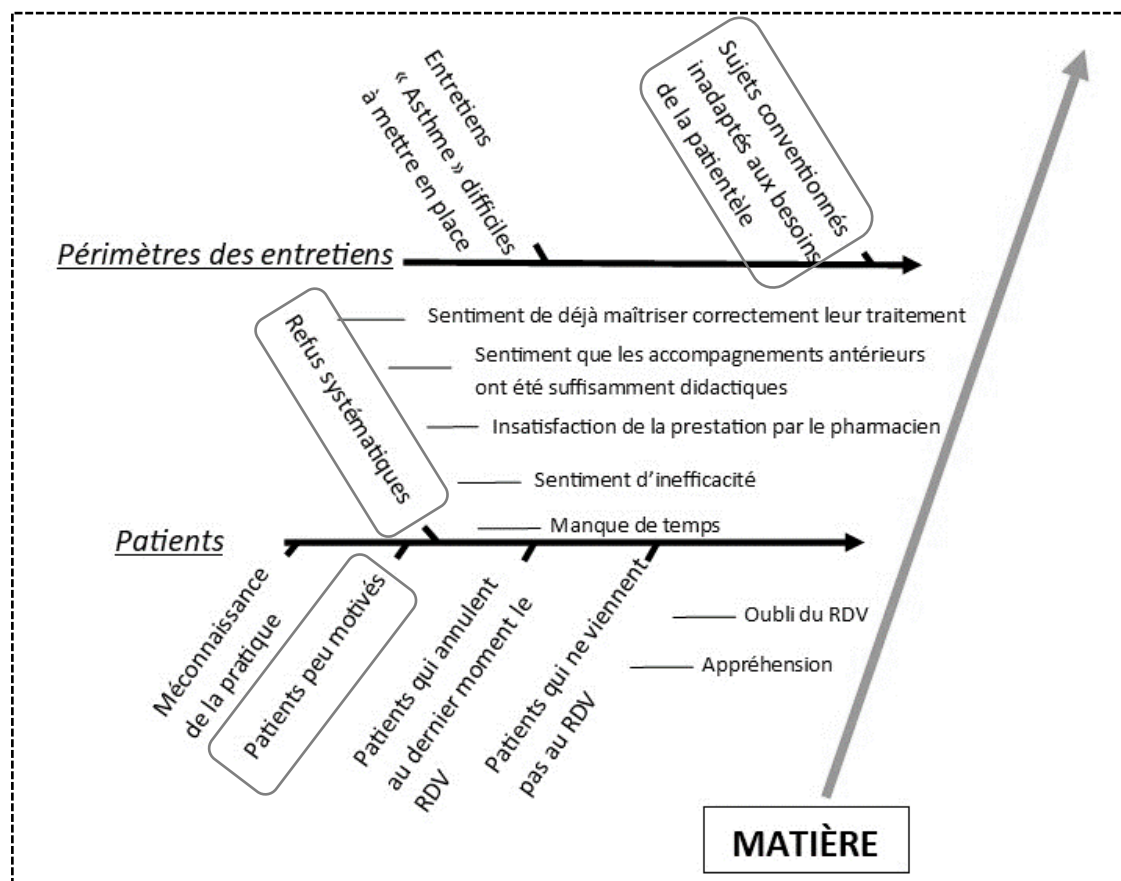 Entretiens
« Asthme » difficiles
à mettre en place
Sujets conventionnés
inadaptés aux besoins
de la patientèle
Périmètres des entretiens
Refus systématiques
Sentiment de déjà maîtriser correctement leur traitement
Sentiment que les accompagnements antérieurs
ont été suffisamment didactiques
Insatisfaction de la prestation par le pharmacien
Sentiment d’inefficacité
Manque de temps
Patients
Méconnaissance
de la pratique
Patients peu motivés
Patients qui annulent
au dernier moment le
RDV
Patients qui ne viennent
pas au RDV
Oubli du RDV
Appréhension
MATIÈRE